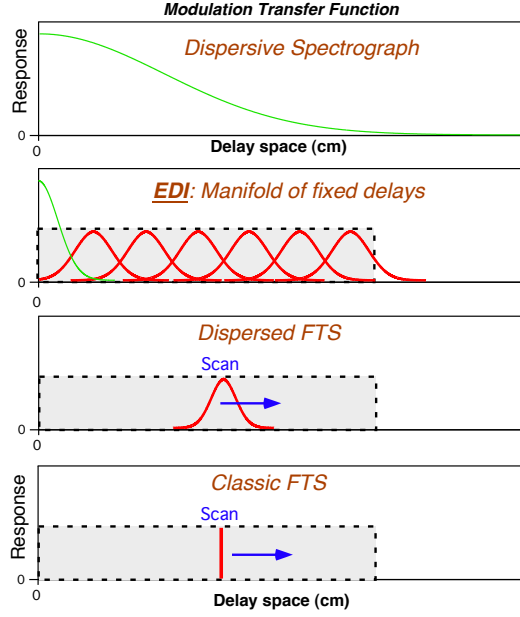 Modulation Transfer Function
Dispersive Spectrograph
Response
0
0
Delay space (cm)
EDI: Manifold of fixed delays
0
0
Dispersed FTS
Scan
0
0
Classic FTS
Scan
Response
0
0
Delay space (cm)